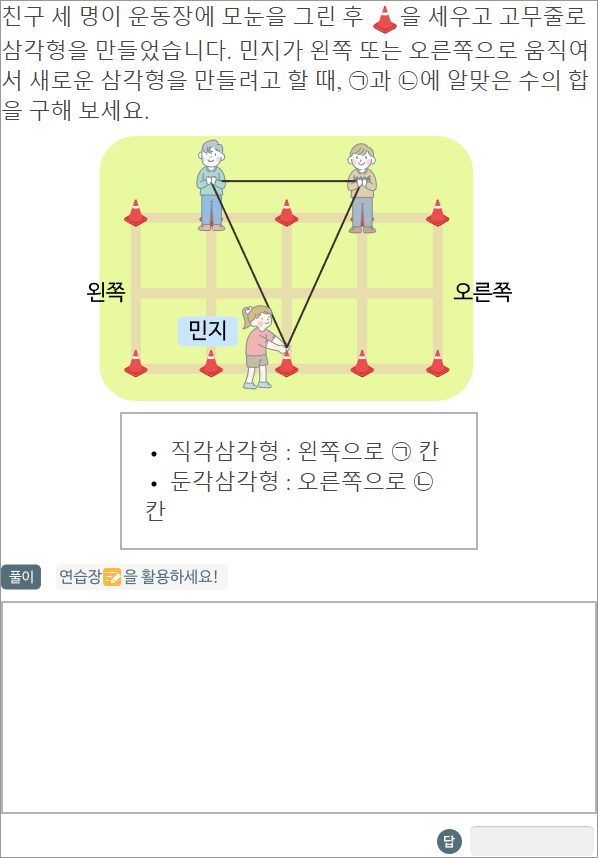 친구 세 명이 운동장에 모눈을 그린 후 을 세우고 고무줄로
삼각형을 만들었습니다. 민지가 왼쪽 또는 오른쪽으로 움직여
서 새로운 삼각형을 만들려고 할 때, ㉠과 ㉡에 알맞은 수의 합
을 구해 보세요.
왼쪽
오른쪽
민지
• 직각삼각형 : 왼쪽으로 ㉠ 칸
• 둔각삼각형 : 오른쪽으로 ㉡
칸
풀이 연습장을 활용하세요!
답